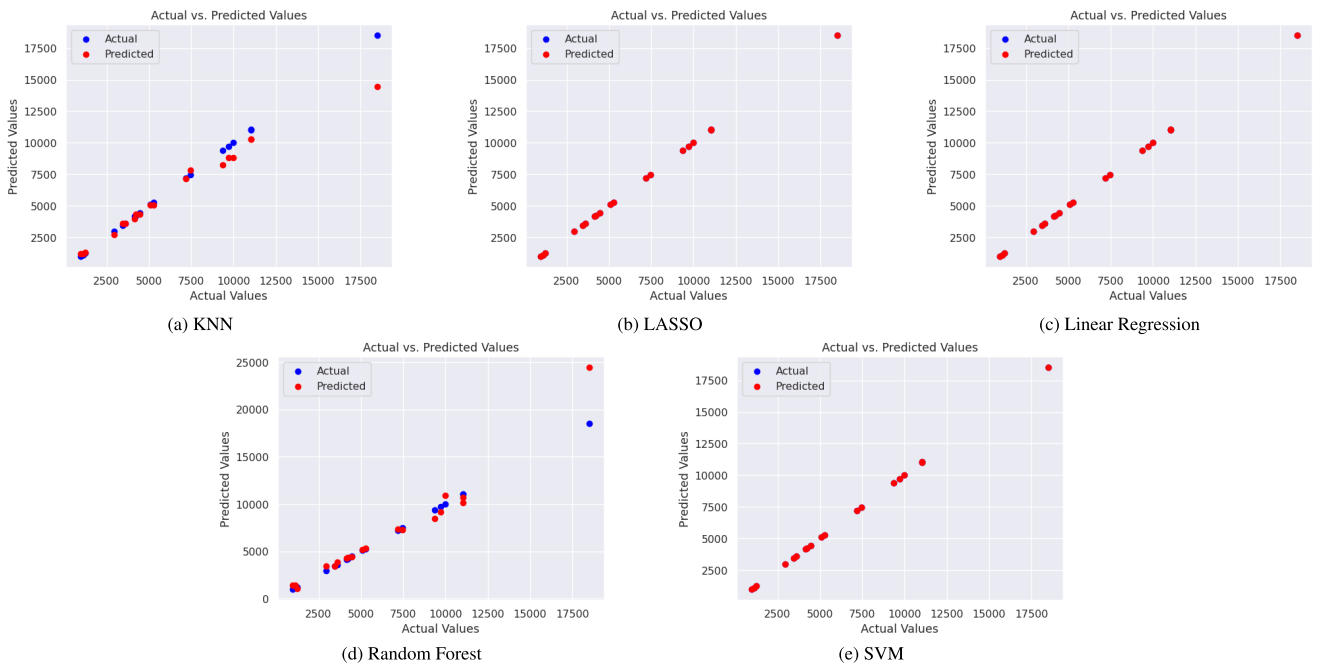 Actual vs. Predicted Values
Actual
Predicted
Predicted Values
17500
15000
12500
10000
7500
5000
2500
2500 5000 7500 10000 12500 15000 17500
Actual Values
(a) KNN
Actual vs. Predicted Values
Actual
Predicted
Predicted Values
17500
15000
12500
10000
7500
5000
2500
2500 5000 7500 10000 12500 15000 17500
Actual Values
(b) LASSO
Actual vs. Predicted Values
Actual
Predicted
Predicted Values
17500
15000
12500
10000
7500
5000
2500
2500 5000 7500 10000 12500 15000 17500
Actual Values
(c) Linear Regression
Actual vs. Predicted Values
Actual
Predicted
Predicted Values
25000
20000
15000
10000
5000
0
2500 5000 7500 10000 12500 15000 17500
Actual Values
(d) Random Forest
Actual vs. Predicted Values
Actual
Predicted
Predicted Values
17500
15000
12500
10000
7500
5000
2500
2500 5000 7500 10000 12500 15000 17500
Actual Values
(e) SVM